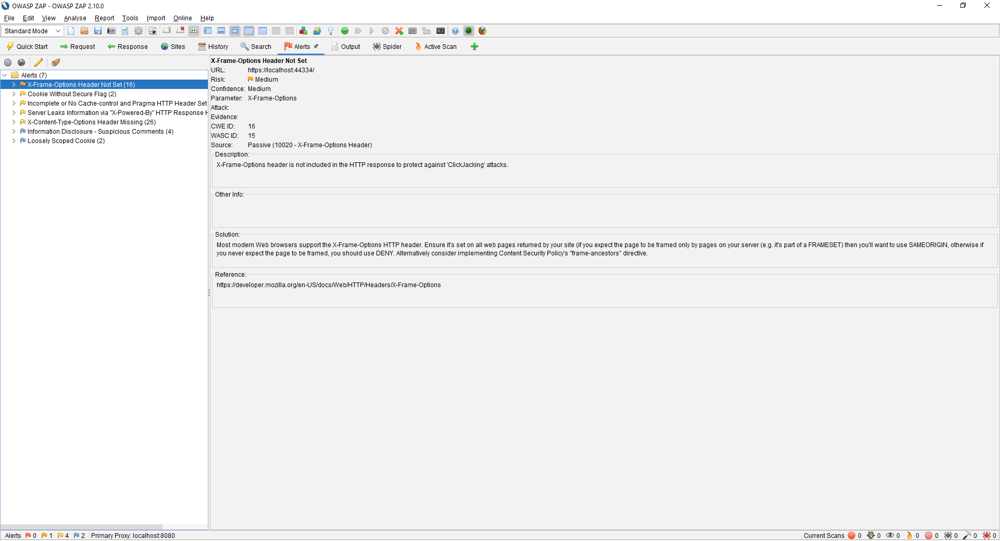 OWASP ZAP - OWASP ZAP 2.10.0
File Edit View Analyse Report Tools Import Online Help
Standard Mode
Quick Start Request Response Sites History Search Alerts Output Spider Active Scan
Alerts (7)
X-Frame-Options Header Not Set (16)
Cookie Without Secure Flag (2)
Incomplete or No Cache-control and Pragma HTTP Header Set
Server Leaks Information via "X-Powered-By" HTTP Response H
X-Content-Type-Options Header Missing (26)
Information Disclosure - Suspicious Comments (4)
Loosely Scoped Cookie (2)
X-Frame-Options Header Not Set
URL: https://localhost:44334/
Risk: Medium
Confidence: Medium
Parameter: X-Frame-Options
Attack:
Evidence:
CWE ID: 16
WASC ID: 15
Source: Passive (10020 - X-Frame-Options Header)
Description:
X-Frame-Options header is not included in the HTTP response to protect against 'ClickJacking' attacks.
Other Info:
Solution:
Most modern Web browsers support the X-Frame-Options HTTP header. Ensure it's set on all web pages returned by your site (if you expect the page to be framed only by pages on your server (e.g. it's part of a FRAMESET) then you'll want to use SAMEORIGIN, otherwise if
you never expect the page to be framed, you should use DENY. Alternatively consider implementing Content Security Policy's "frame-ancestors" directive.
Reference:
https://developer.mozilla.org/en-US/docs/Web/HTTP/Headers/X-Frame-Options
Alerts 0 1 4 2 Primary Proxy: localhost:8080
Current Scans 0 0 0 0 0 0 0 0